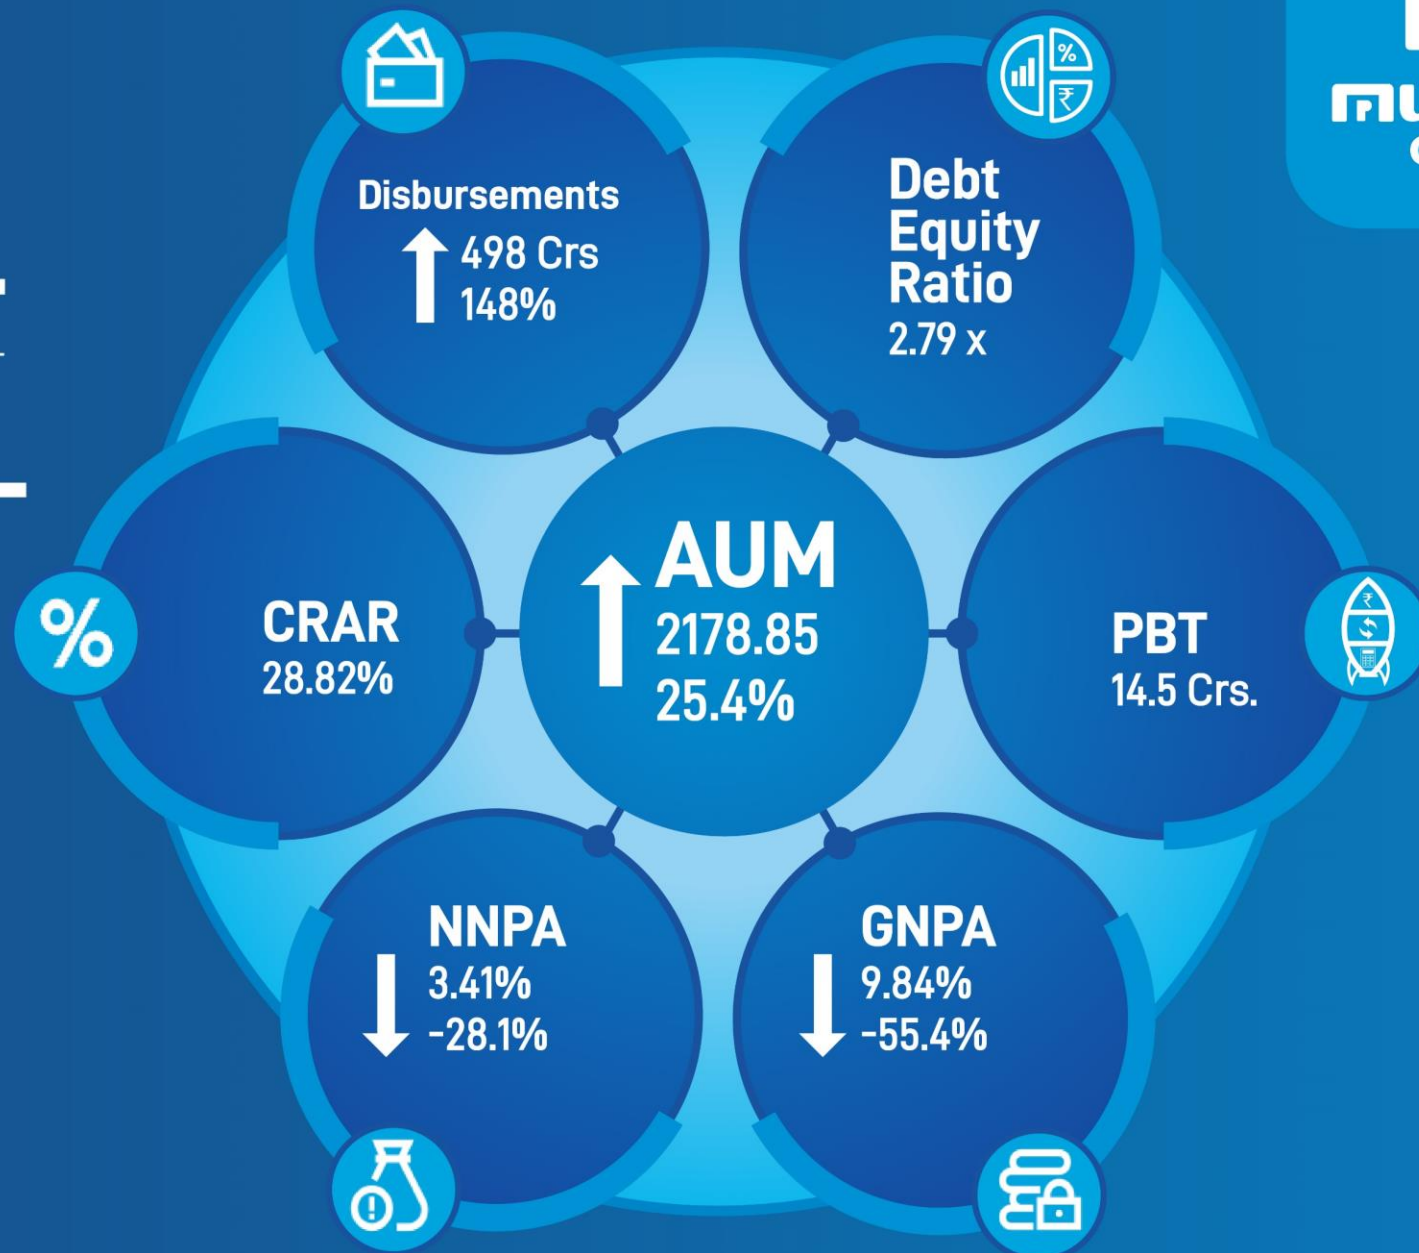 Disbursements
498 Crs
148%
Debt
Equity
Ratio
2.79 x
%
₹
CRAR
28.82%
%
AUM
2178.85
25.4%
PBT
14.5 Crs.
₹
NNPA
3.41%
-28.1%
GNPA
9.84%
-55.4%